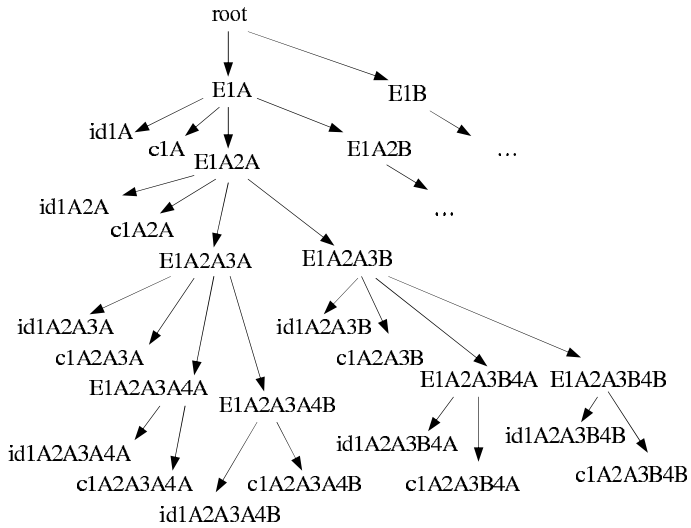 root
E1A
E1B
id1A
c1A
E1A2A
E1A2B
...
id1A2A
c1A2A
...
E1A2A3A
E1A2A3B
id1A2A3A
c1A2A3A
id1A2A3B
c1A2A3B
E1A2A3A4A
E1A2A3A4B
E1A2A3B4A
E1A2A3B4B
id1A2A3A4A
c1A2A3A4A
id1A2A3A4B
c1A2A3A4B
id1A2A3B4A
c1A2A3B4A
id1A2A3B4B
c1A2A3B4B